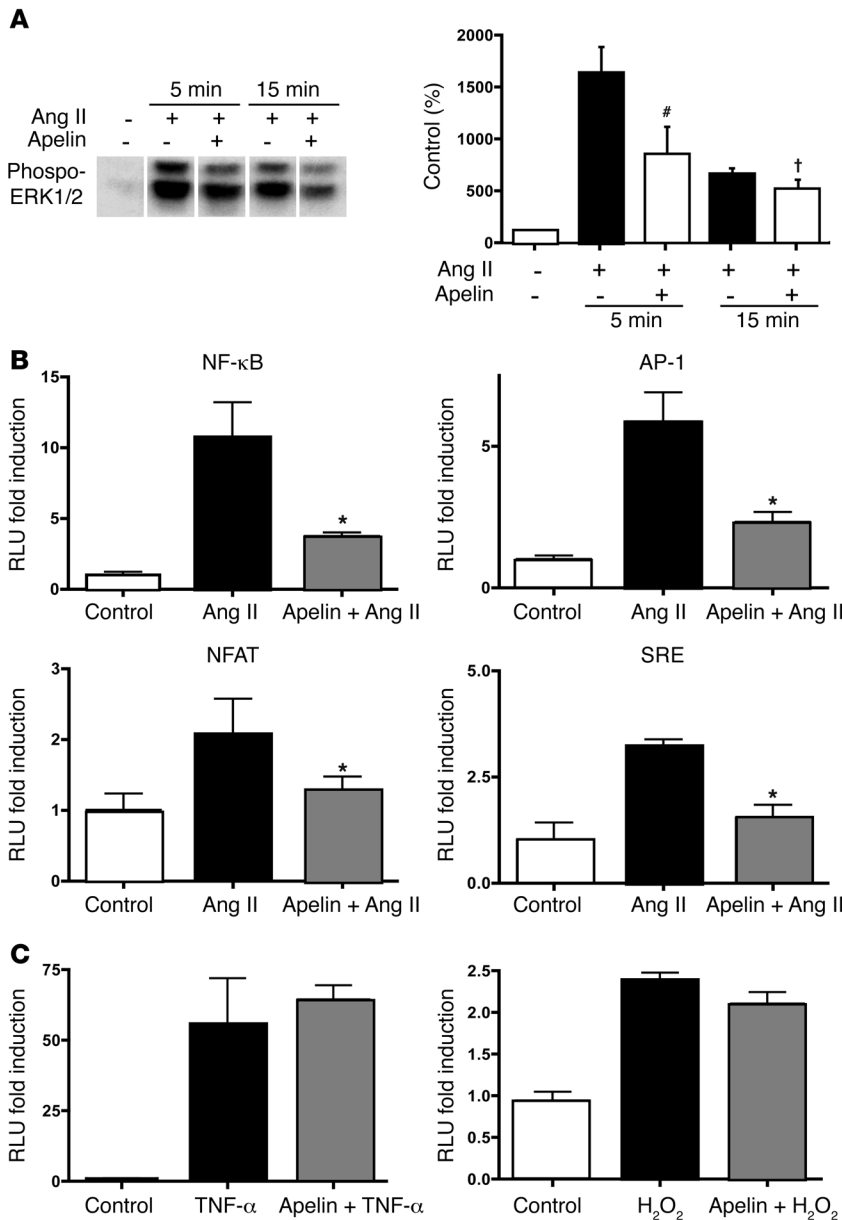 A
5 min 15 min
Ang II - + + + +
Apelin - - + - +
Phospo-
ERK1/2
Control (%)
2000
1500
1000
500
0
#
†
Ang II - + + + +
Apelin - - + - +
5 min 15 min
B
NF-κB
RLU fold induction
15
10
5
0
*
Control Ang II Apelin + Ang II
AP-1
RLU fold induction
5
0
*
Control Ang II Apelin + Ang II
NFAT
RLU fold induction
3
2
1
0
*
Control Ang II Apelin + Ang II
SRE
RLU fold induction
5.0
2.5
0.0
*
Control Ang II Apelin + Ang II
C
RLU fold induction
75
50
25
0
Control TNF-α Apelin + TNF-α
RLU fold induction
2.5
2.0
1.5
1.0
0.5
0.0
Control H₂O₂ Apelin + H₂O₂